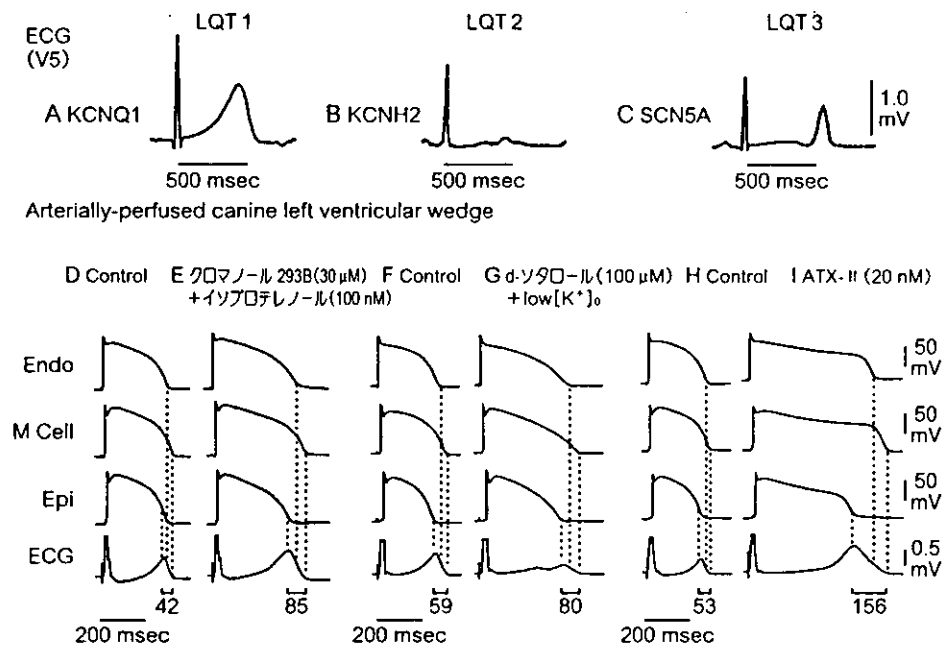 ECG (V5)
LQT 1
LQT 2
LQT 3
A KCNQ1
B KCNH2
C SCN5A
1.0 mV
500 msec
500 msec
500 msec
Arterially-perfused canine left ventricular wedge
D Control
E クロマノール 293B(30 μM)
+イソプロテレノール(100 nM)
F Control
G d-ソタロール(100 μM)
+low[K⁺]₀
H Control
I ATX-II (20 nM)
Endo
50 mV
M Cell
50 mV
Epi
50 mV
ECG
0.5 mV
42
85
59
80
53
156
200 msec
200 msec
200 msec